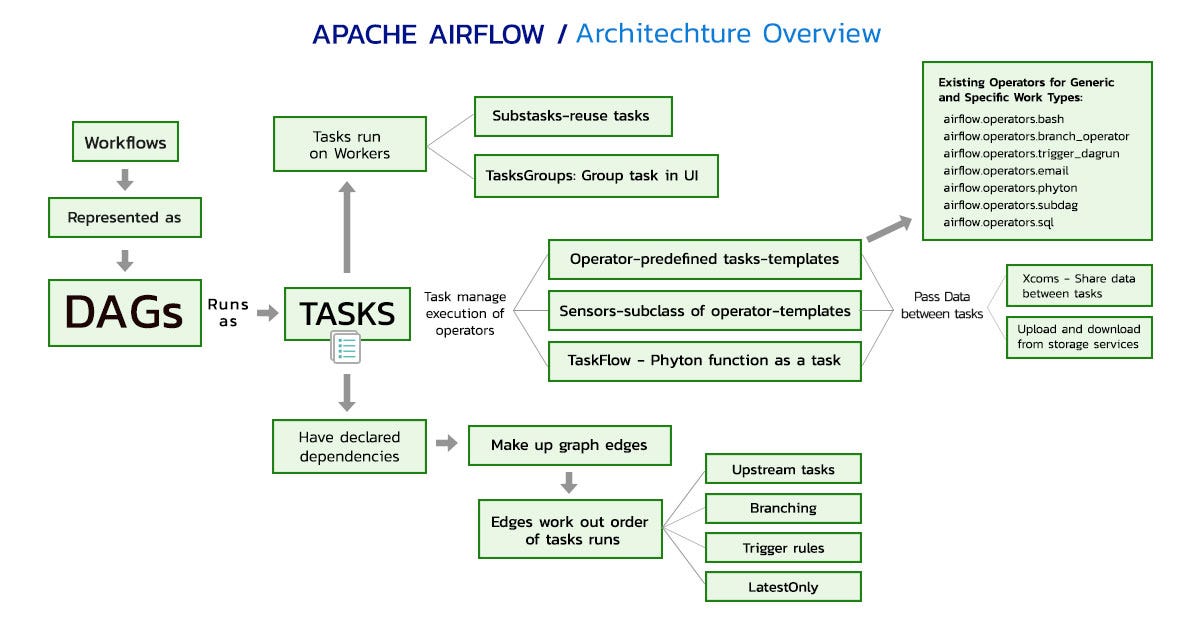 APACHE AIRFLOW / Architechture Overview
Workflows
Represented as
DAGs
Runs
as
TASKS
Tasks run
on Workers
Substasks-reuse tasks
TasksGroups: Group task in UI
Task manage
execution of
operators
Operator-predefined tasks-templates
Sensors-subclass of operator-templates
TaskFlow - Phyton function as a task
Existing Operators for Generic
and Specific Work Types:
airflow.operators.bash
airflow.operators.branch_operator
airflow.operators.trigger_dagrun
airflow.operators.email
airflow.operators.phyton
airflow.operators.subdag
airflow.operators.sql
Pass Data
between tasks
Xcoms - Share data
between tasks
Upload and download
from storage services
Have declared
dependencies
Make up graph edges
Edges work out order
of tasks runs
Upstream tasks
Branching
Trigger rules
LatestOnly